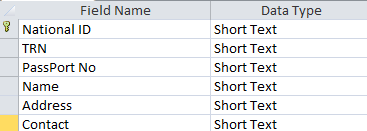 Field Name Data Type
National ID Short Text
TRN Short Text
PassPort No Short Text
Name Short Text
Address Short Text
Contact Short Text